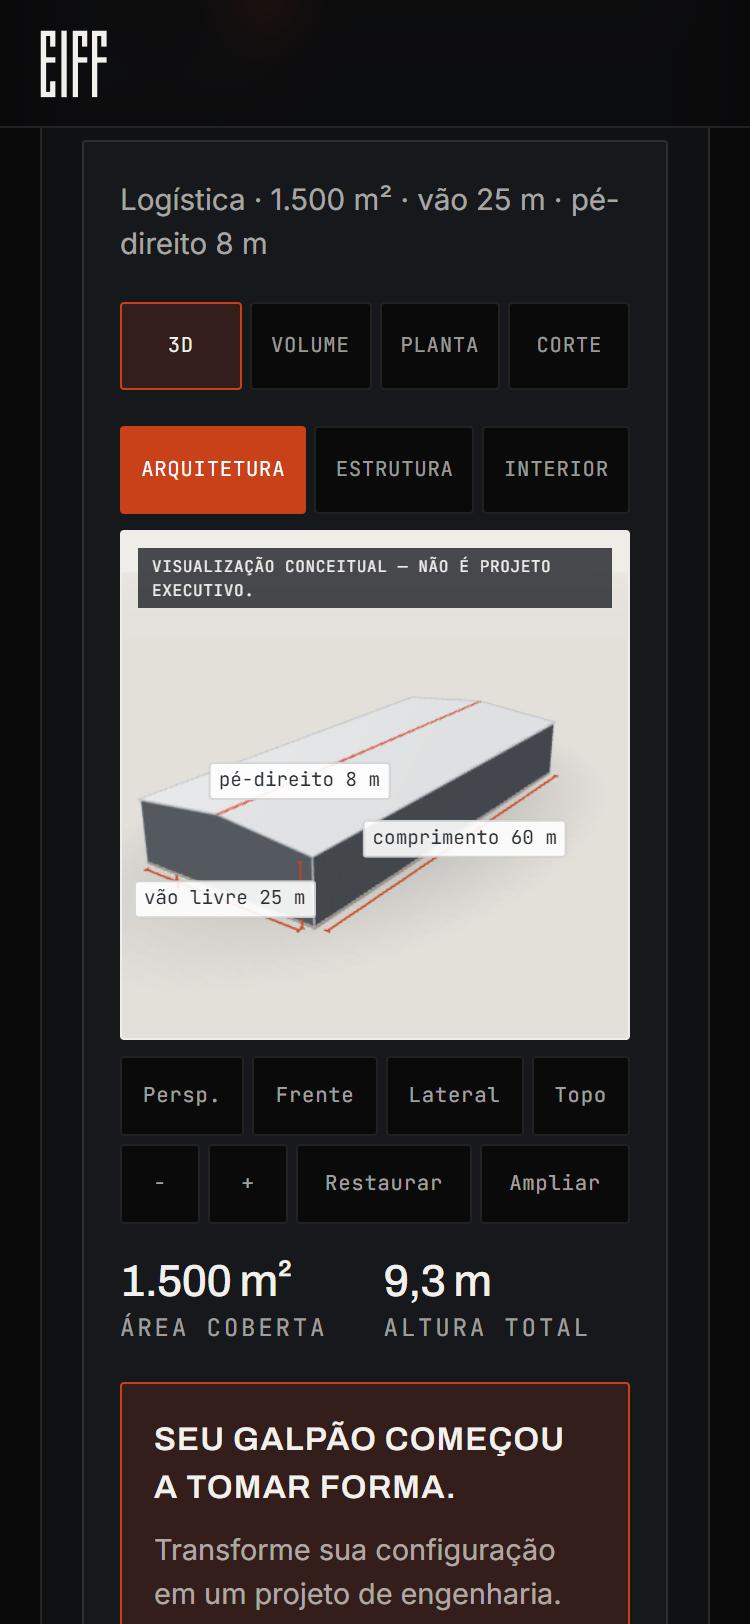 EIFF
Logística · 1.500 m² · vão 25 m · pé-
direito 8 m
3D VOLUME PLANTA CORTE
ARQUITETURA ESTRUTURA INTERIOR
VISUALIZAÇÃO CONCEITUAL — NÃO É PROJETO
EXECUTIVO.
pé-direito 8 m
comprimento 60 m
vão livre 25 m
Persp. Frente Lateral Topo
- + Restaurar Ampliar
1.500 m² 9,3 m
ÁREA COBERTA ALTURA TOTAL
SEU GALPÃO COMEÇOU
A TOMAR FORMA.
Transforme sua configuração
em um projeto de engenharia.